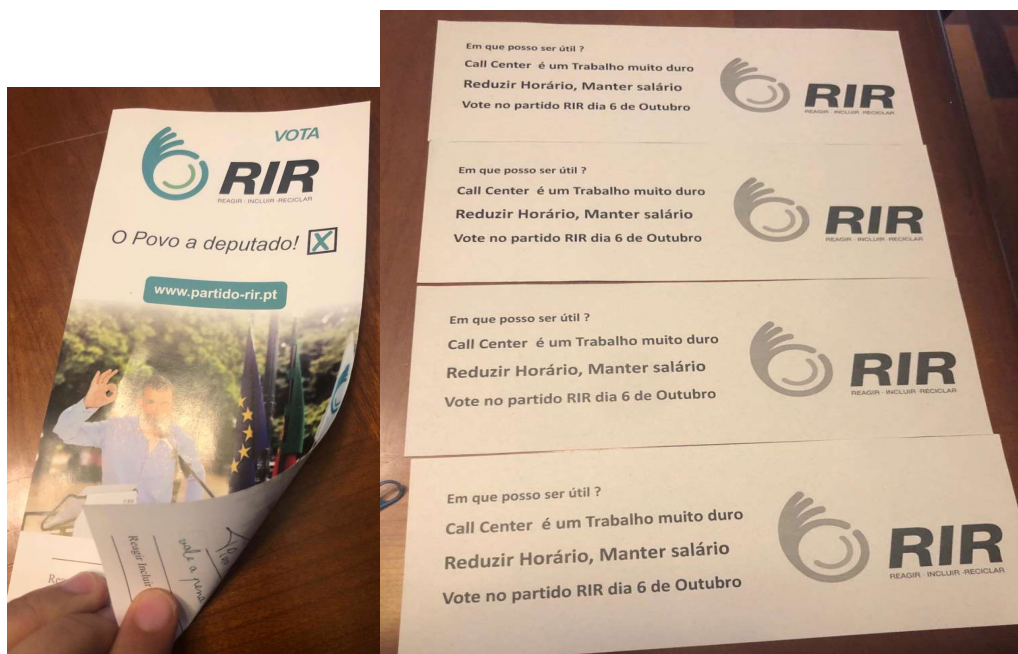 VOTA
RIR
REAGIR · INCLUIR · RECICLAR
O Povo a deputado! X
www.partido-rir.pt
Reagir Incluir
vale a pena
Em que posso ser útil ?
Call Center é um Trabalho muito duro
Reduzir Horário, Manter salário
Vote no partido RIR dia 6 de Outubro
RIR
REAGIR · INCLUIR · RECICLAR
Em que posso ser útil ?
Call Center é um Trabalho muito duro
Reduzir Horário, Manter salário
Vote no partido RIR dia 6 de Outubro
RIR
REAGIR · INCLUIR · RECICLAR
Em que posso ser útil ?
Call Center é um Trabalho muito duro
Reduzir Horário, Manter salário
Vote no partido RIR dia 6 de Outubro
RIR
REAGIR · INCLUIR · RECICLAR
Em que posso ser útil ?
Call Center é um Trabalho muito duro
Reduzir Horário, Manter salário
Vote no partido RIR dia 6 de Outubro
RIR
REAGIR · INCLUIR · RECICLAR